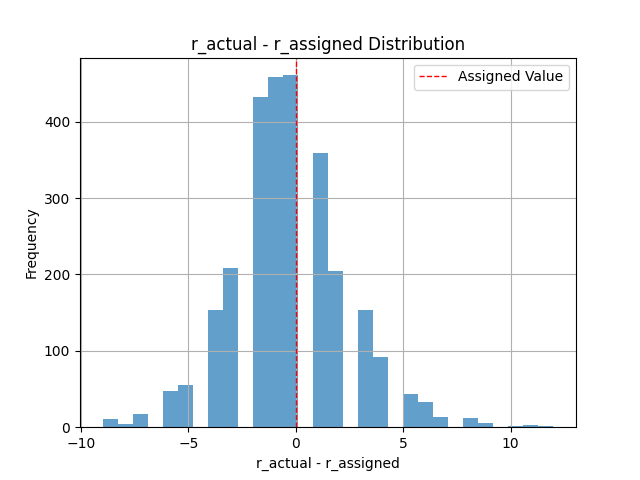 r_actual - r_assigned Distribution
Assigned Value
Frequency
400
300
200
100
0
−10
−5
0
5
10
r_actual - r_assigned